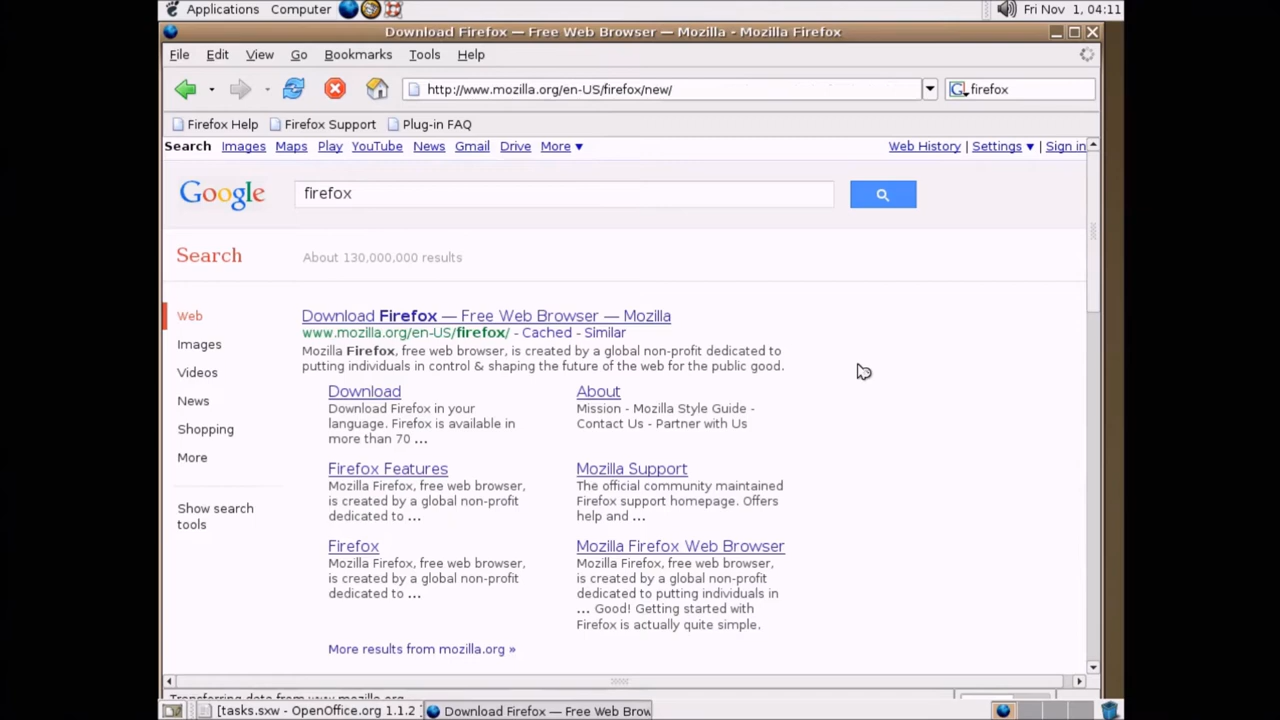 Applications Computer Fri Nov 1, 04:11
Download Firefox — Free Web Browser — Mozilla - Mozilla Firefox
File Edit View Go Bookmarks Tools Help
http://www.mozilla.org/en-US/firefox/new/ G firefox
Firefox Help Firefox Support Plug-in FAQ
Search Images Maps Play YouTube News Gmail Drive More ▼ Web History | Settings ▼ | Sign in
Google firefox
Search About 130,000,000 results
Web
Images
Videos
News
Shopping
More
Show search
tools
Download Firefox — Free Web Browser — Mozilla
www.mozilla.org/en-US/firefox/ - Cached - Similar
Mozilla Firefox, free web browser, is created by a global non-profit dedicated to
putting individuals in control & shaping the future of the web for the public good.
Download
Download Firefox in your
language. Firefox is available in
more than 70 ...
About
Mission - Mozilla Style Guide -
Contact Us - Partner with Us
Firefox Features
Mozilla Firefox, free web browser,
is created by a global non-profit
dedicated to ...
Mozilla Support
The official community maintained
Firefox support homepage. Offers
help and ...
Firefox
Mozilla Firefox, free web browser,
is created by a global non-profit
dedicated to ...
Mozilla Firefox Web Browser
Mozilla Firefox, free web browser,
is created by a global non-profit
dedicated to putting individuals in
... Good! Getting started with
Firefox is actually quite simple.
More results from mozilla.org »
Transferring data from www.mozilla.org
[tasks.sxw - OpenOffice.org 1.1.2 Download Firefox — Free Web Brow